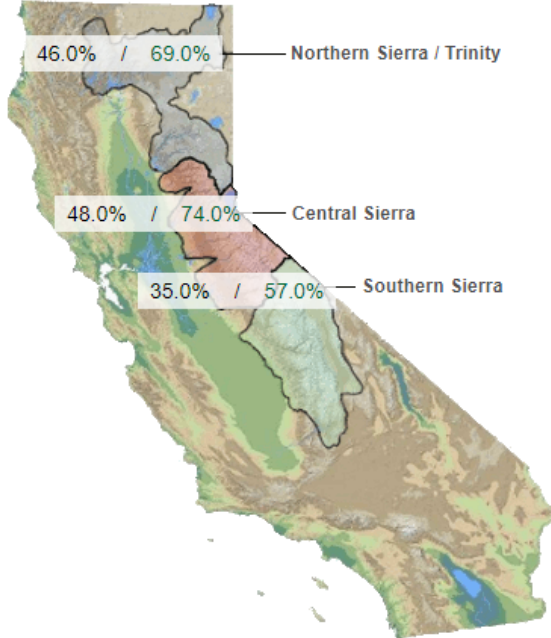 46.0% / 69.0% Northern Sierra / Trinity
48.0% / 74.0% Central Sierra
35.0% / 57.0% Southern Sierra